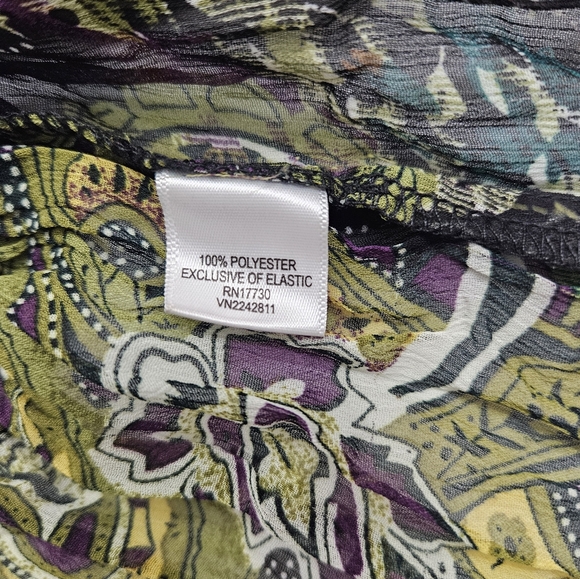 100% POLYESTER
EXCLUSIVE OF ELASTIC
RN17730
VN2242811